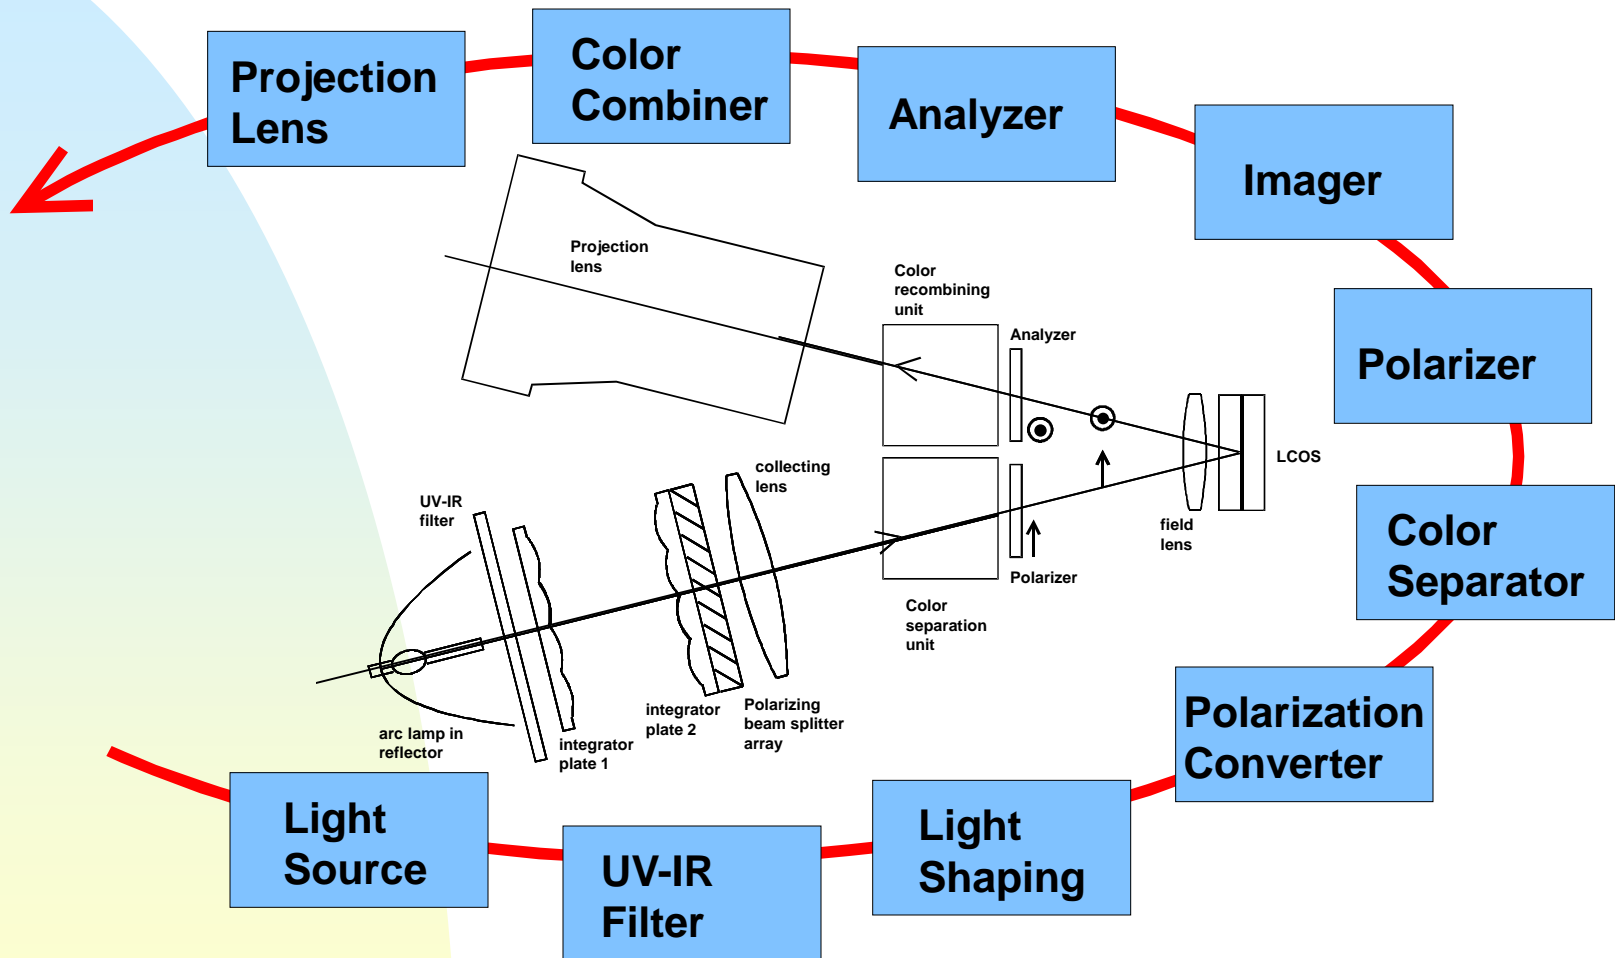 Projection
Lens
Color
Combiner
Analyzer
Imager
Polarizer
Color
Separator
Polarization
Converter
Light
Shaping
UV-IR
Filter
Light
Source
Projection
lens
Color
recombining
unit
Analyzer
LCOS
field
lens
Polarizer
Color
separation
unit
collecting
lens
UV-IR
filter
integrator
plate 2
Polarizing
beam splitter
array
integrator
plate 1
arc lamp in
reflector